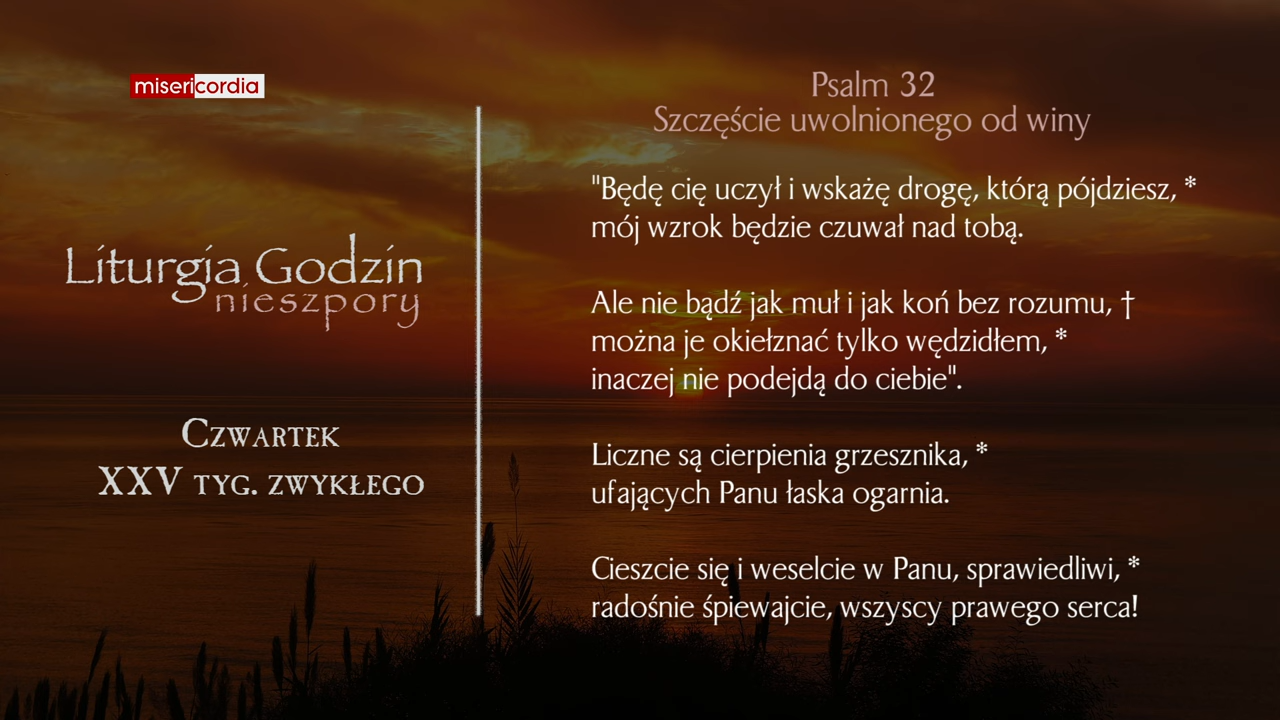 misericordia
Liturgia Godzin
nieszpory
Czwartek
XXV tyg. zwykłego
Psalm 32
Szczęście uwolnionego od winy
"Będę cię uczył i wskażę drogę, którą pójdziesz, *
mój wzrok będzie czuwał nad tobą.
Ale nie bądź jak muł i jak koń bez rozumu, †
można je okiełznać tylko wędzidłem, *
inaczej nie podejdą do ciebie".
Liczne są cierpienia grzesznika, *
ufających Panu łaska ogarnia.
Cieszcie się i weselcie w Panu, sprawiedliwi, *
radośnie śpiewajcie, wszyscy prawego serca!